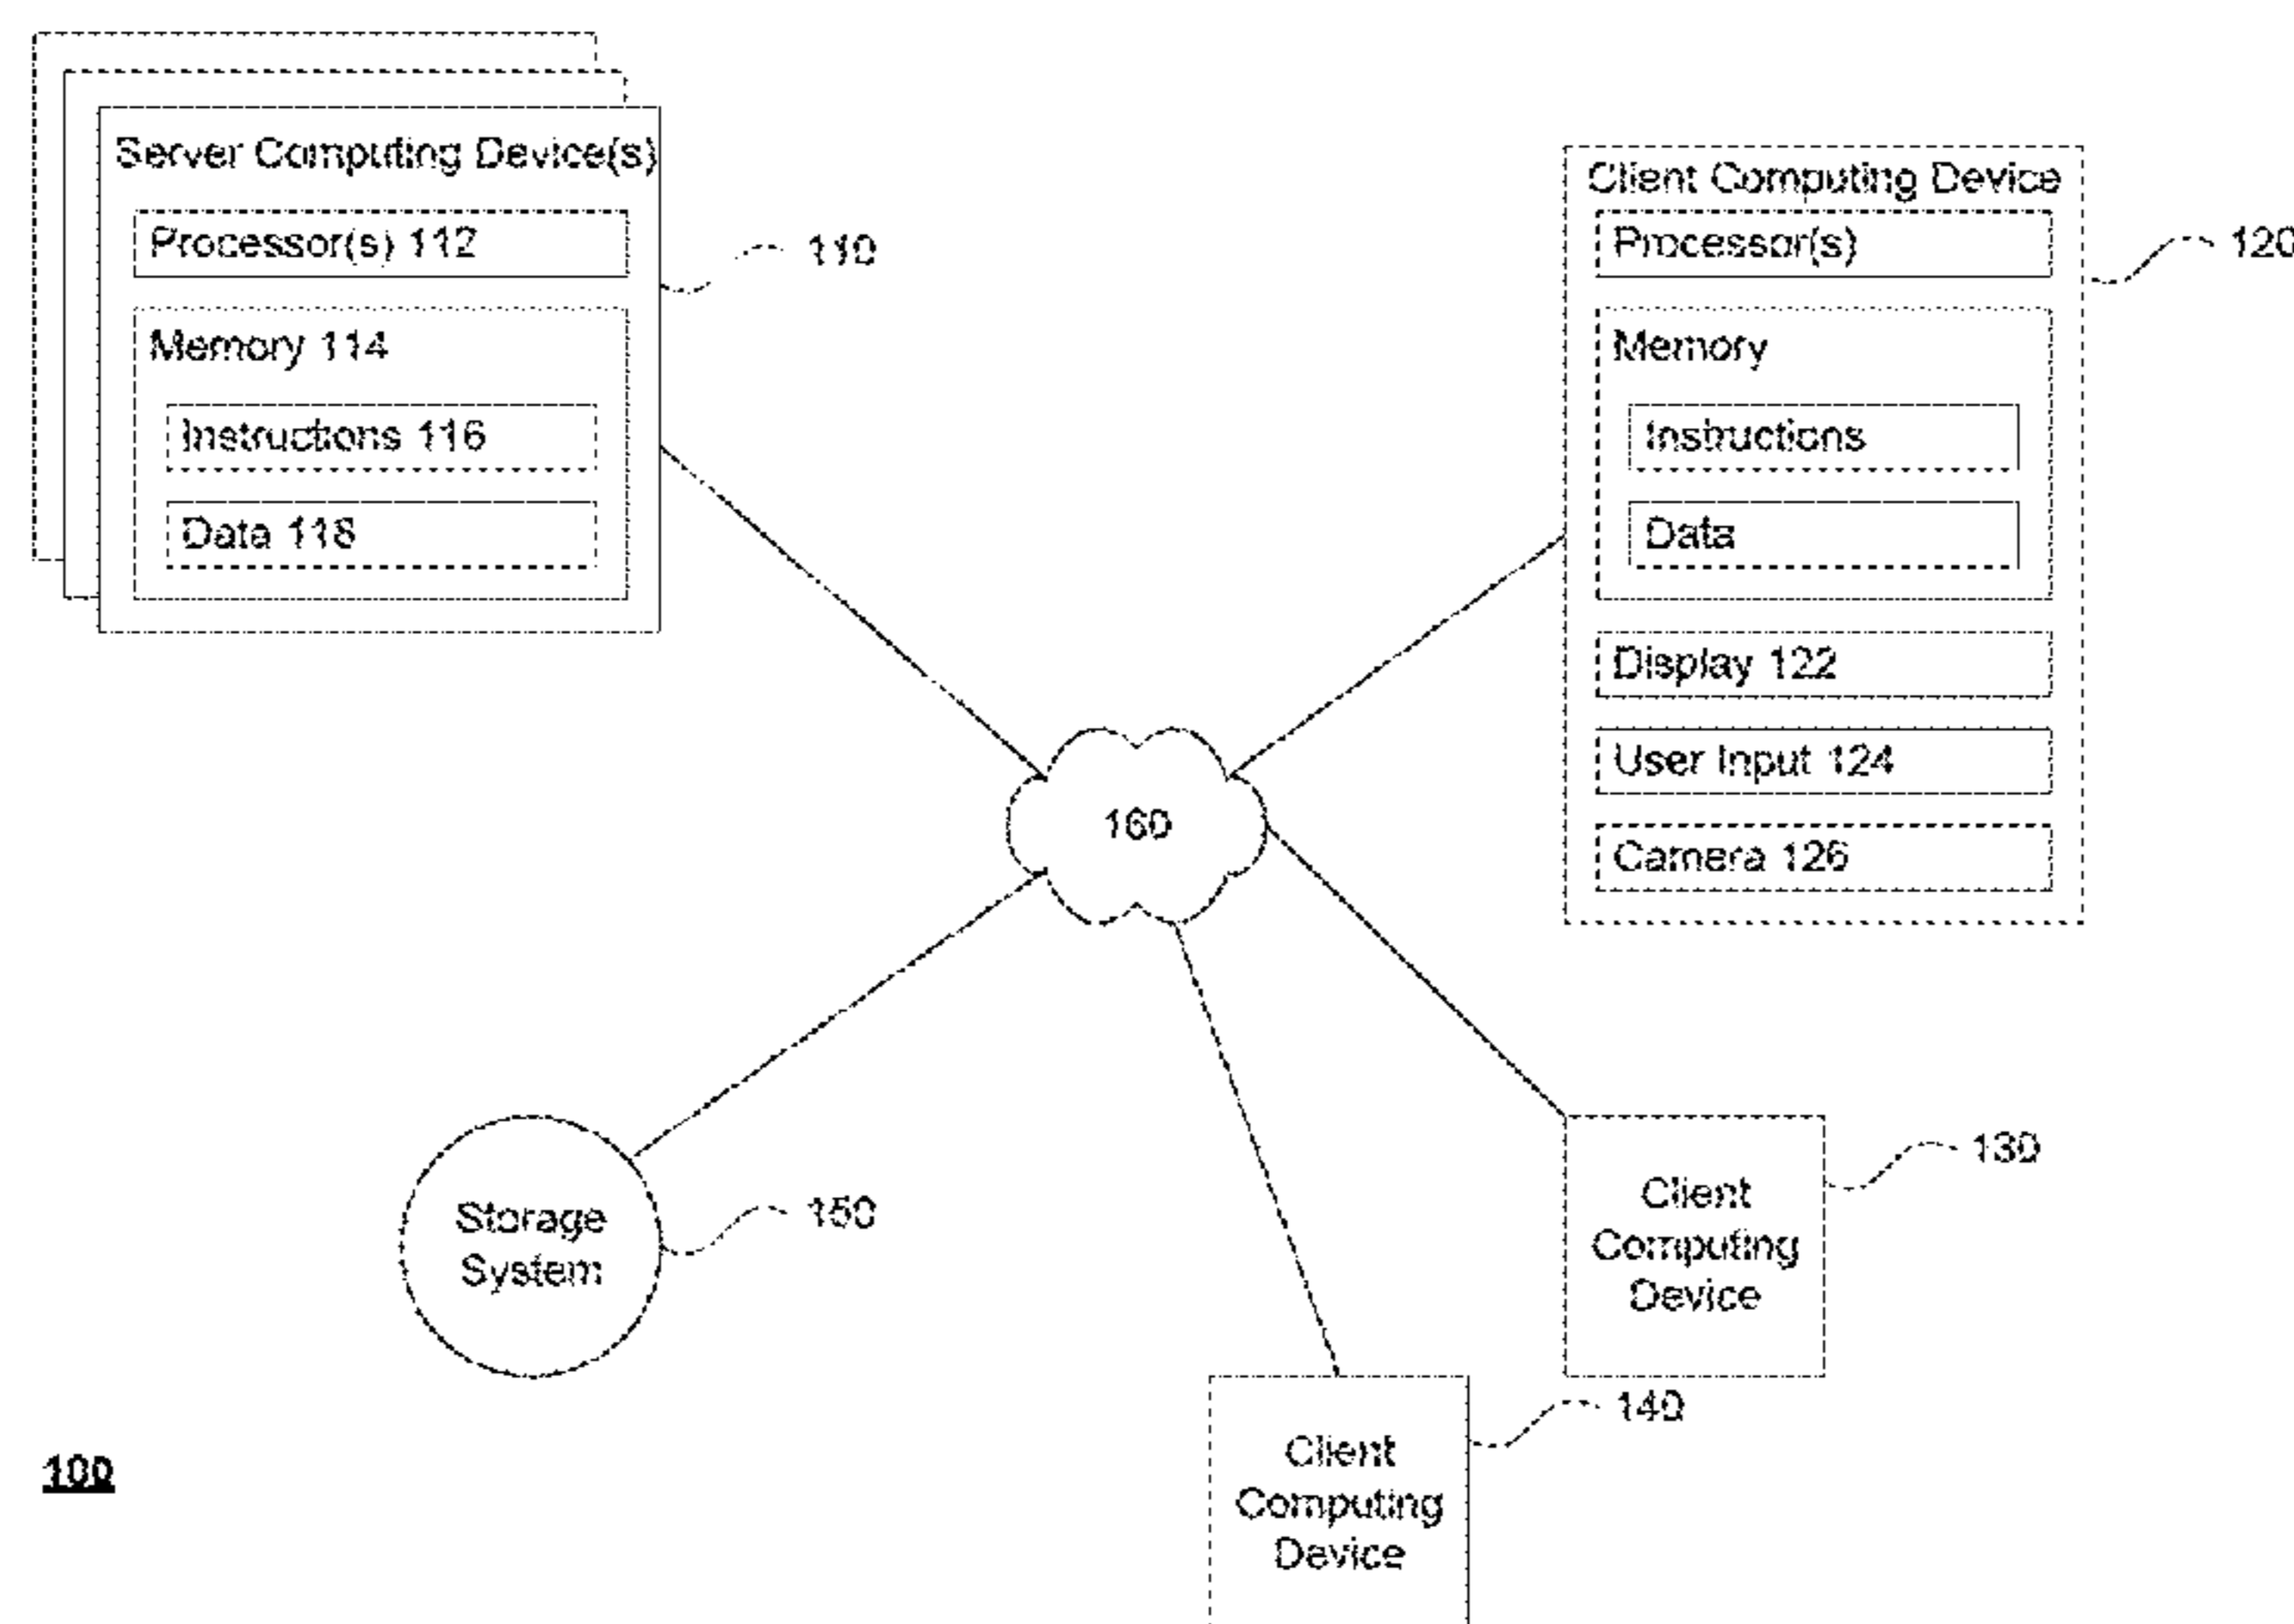 Server Computing Device(s)
Processor(s) 112
Memory 114
Instructions 116
Data 118
110
Client Computing Device
Processor(s)
Memory
Instructions
Data
Display 122
User Input 124
Camera 126
120
160
Storage
System
150
Client
Computing
Device
130
Client
Computing
Device
140
100